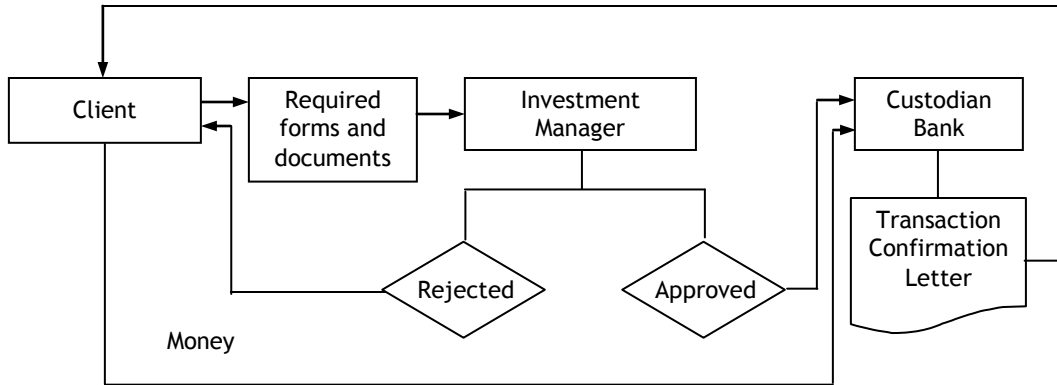 Client
Required
forms and
documents
Investment
Manager
Custodian
Bank
Transaction
Confirmation
Letter
Rejected
Approved
Money